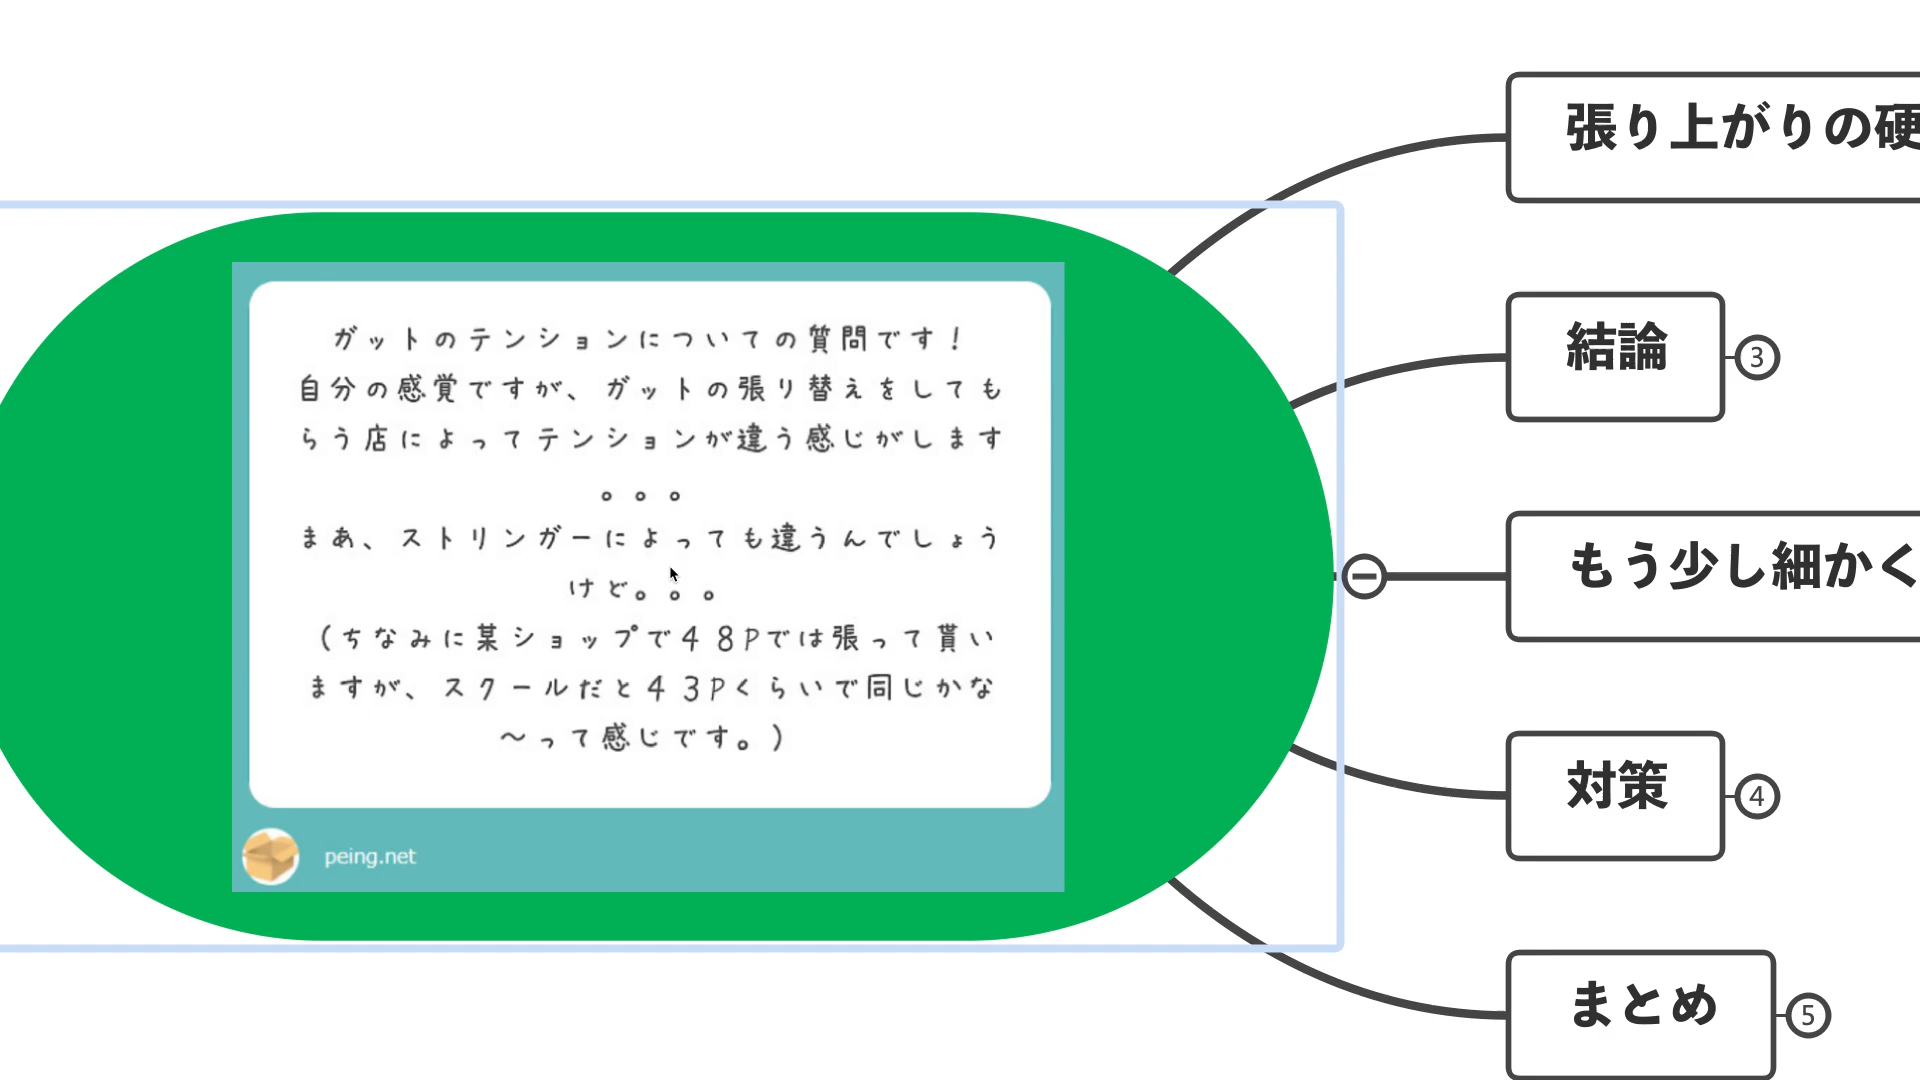 ガットのテンションについての質問です！
自分の感覚ですが、ガットの張り替えをしても
らう店によってテンションが違う感じがします
。。。
まあ、ストリンガーによっても違うんでしょう
けど。。。
（ちなみに某ショップで４８Pでは張って貰い
ますが、スクールだと４３Pくらいで同じかな
〜って感じです。）
peing.net
張り上がりの硬
結論
3
もう少し細かく
対策
4
まとめ
5